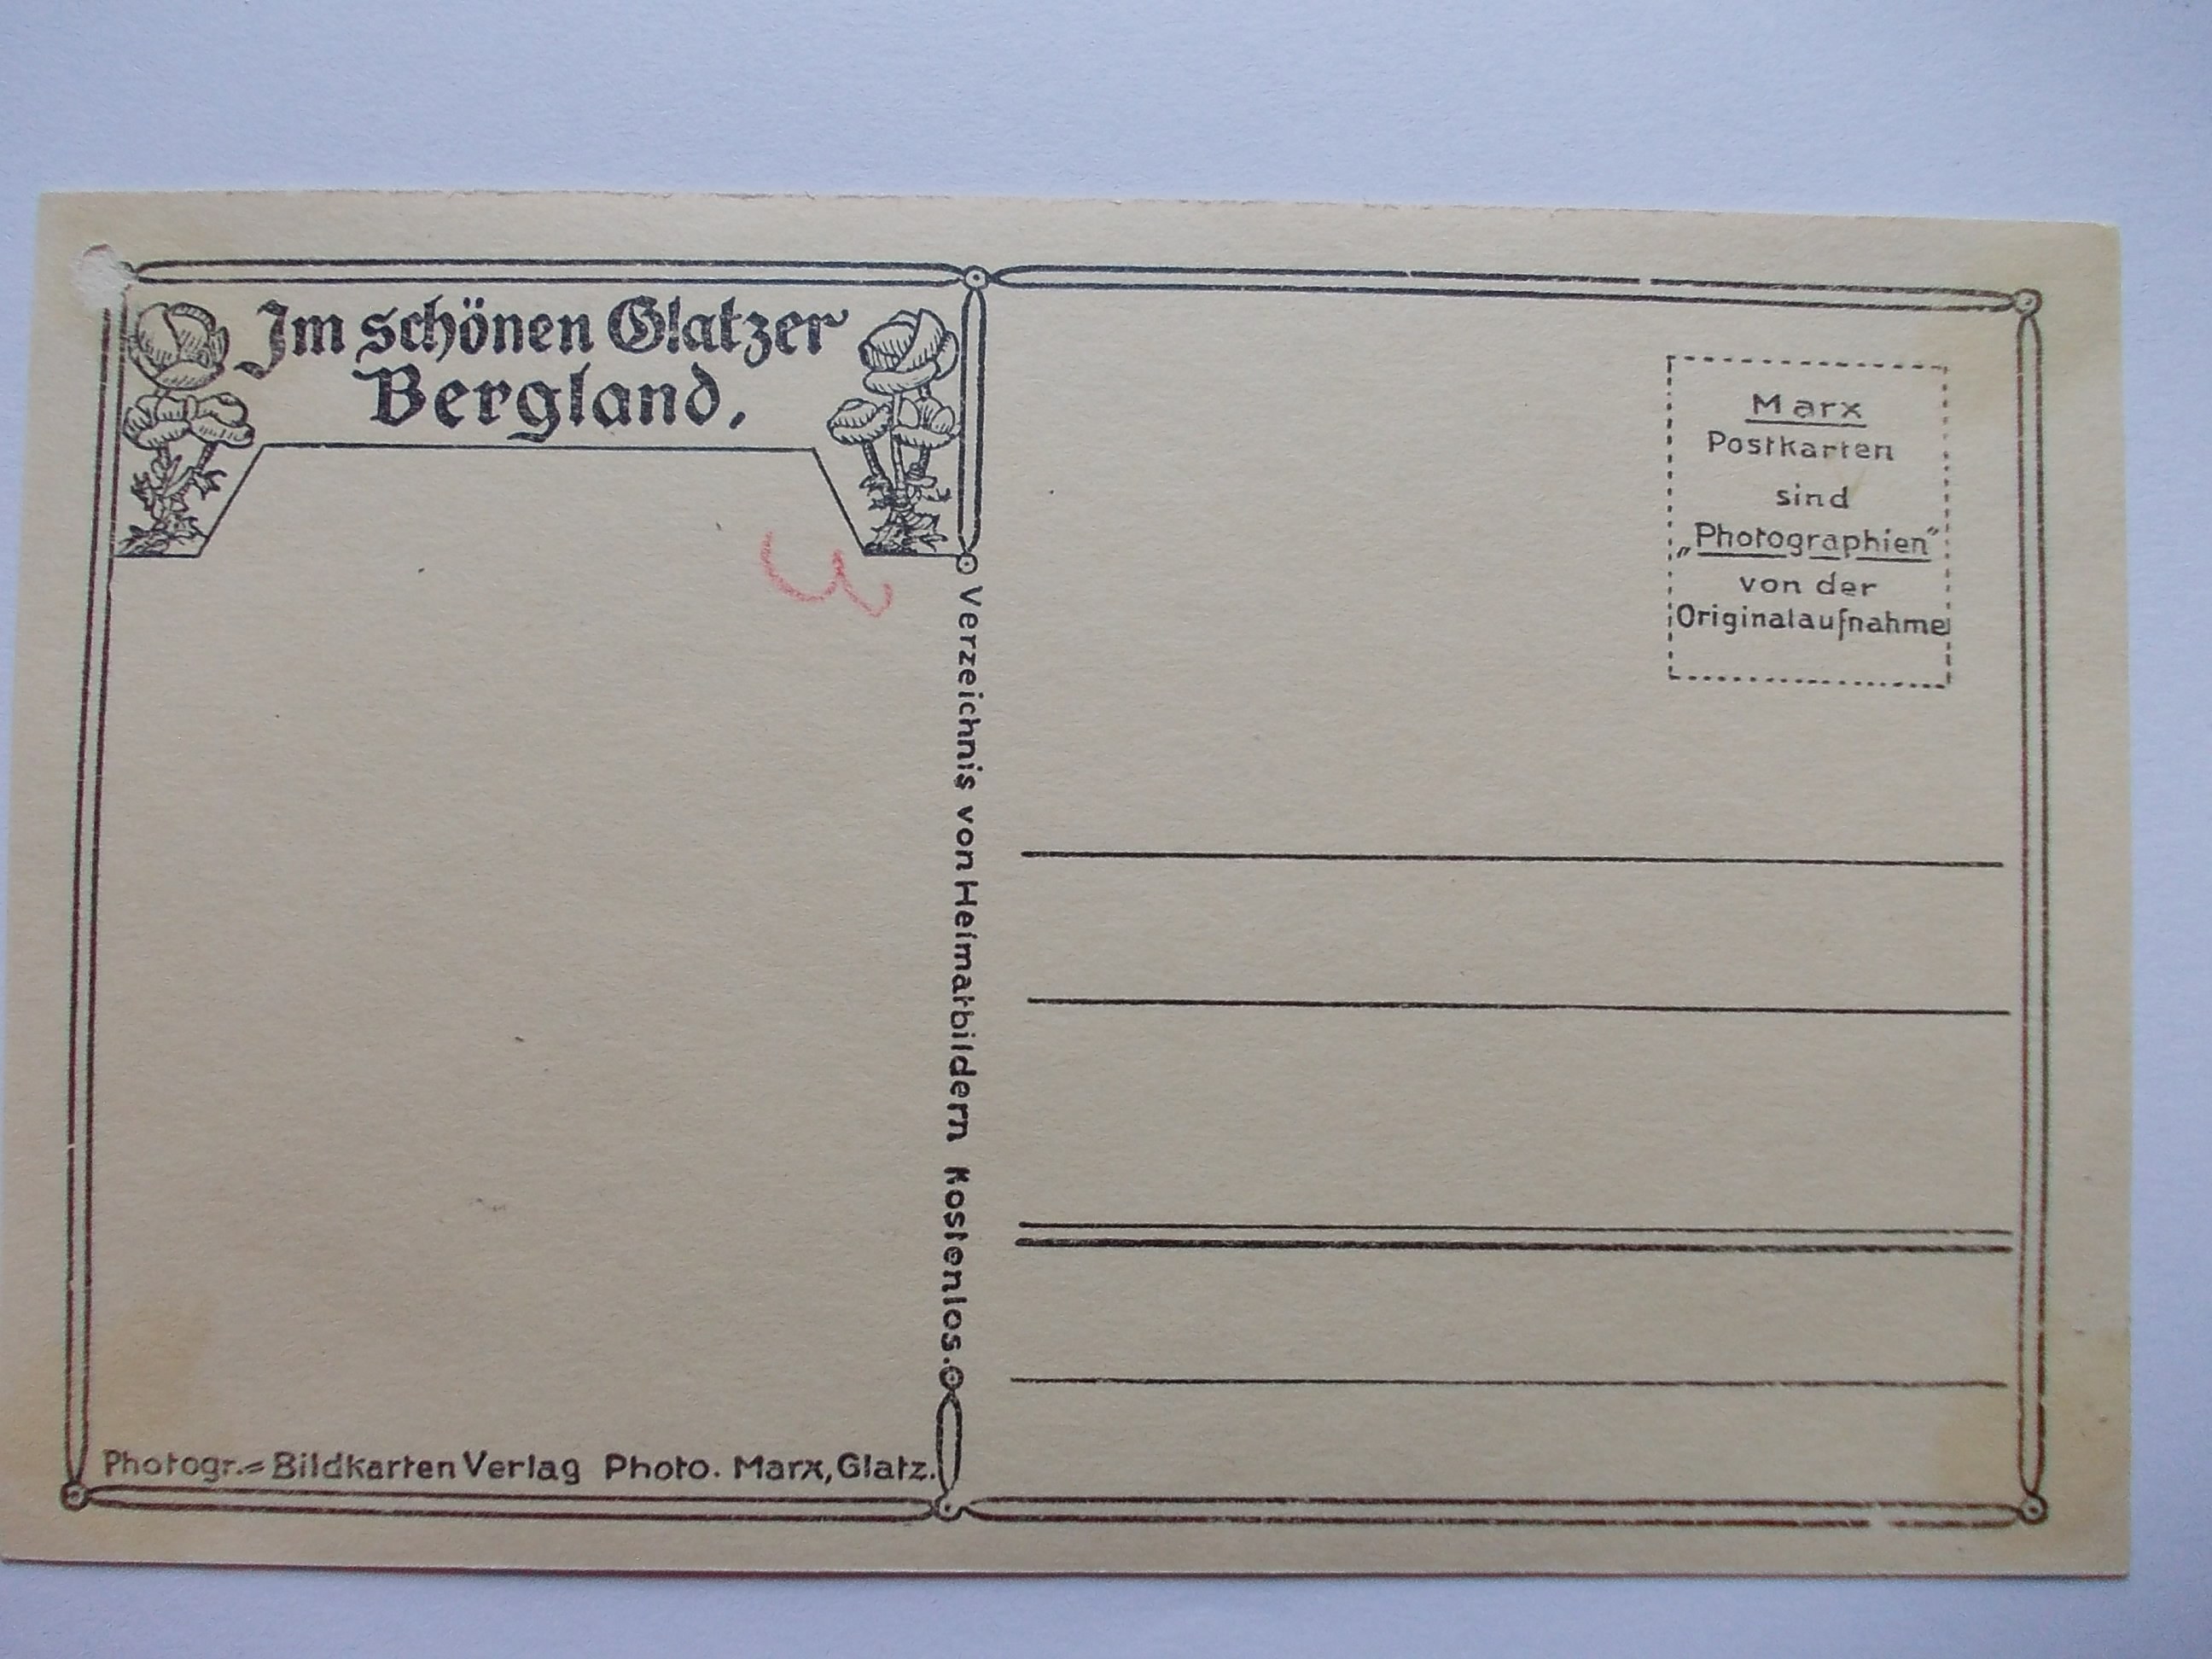 Im schönen Glatzer
Bergland.
Marx
Postkarten
sind
„Photographien“
von der
Originalaufnahme
Verzeichnis von Heimatbildern Kostenlos.
Photogr.=Bildkarten Verlag Photo. Marx, Glatz.